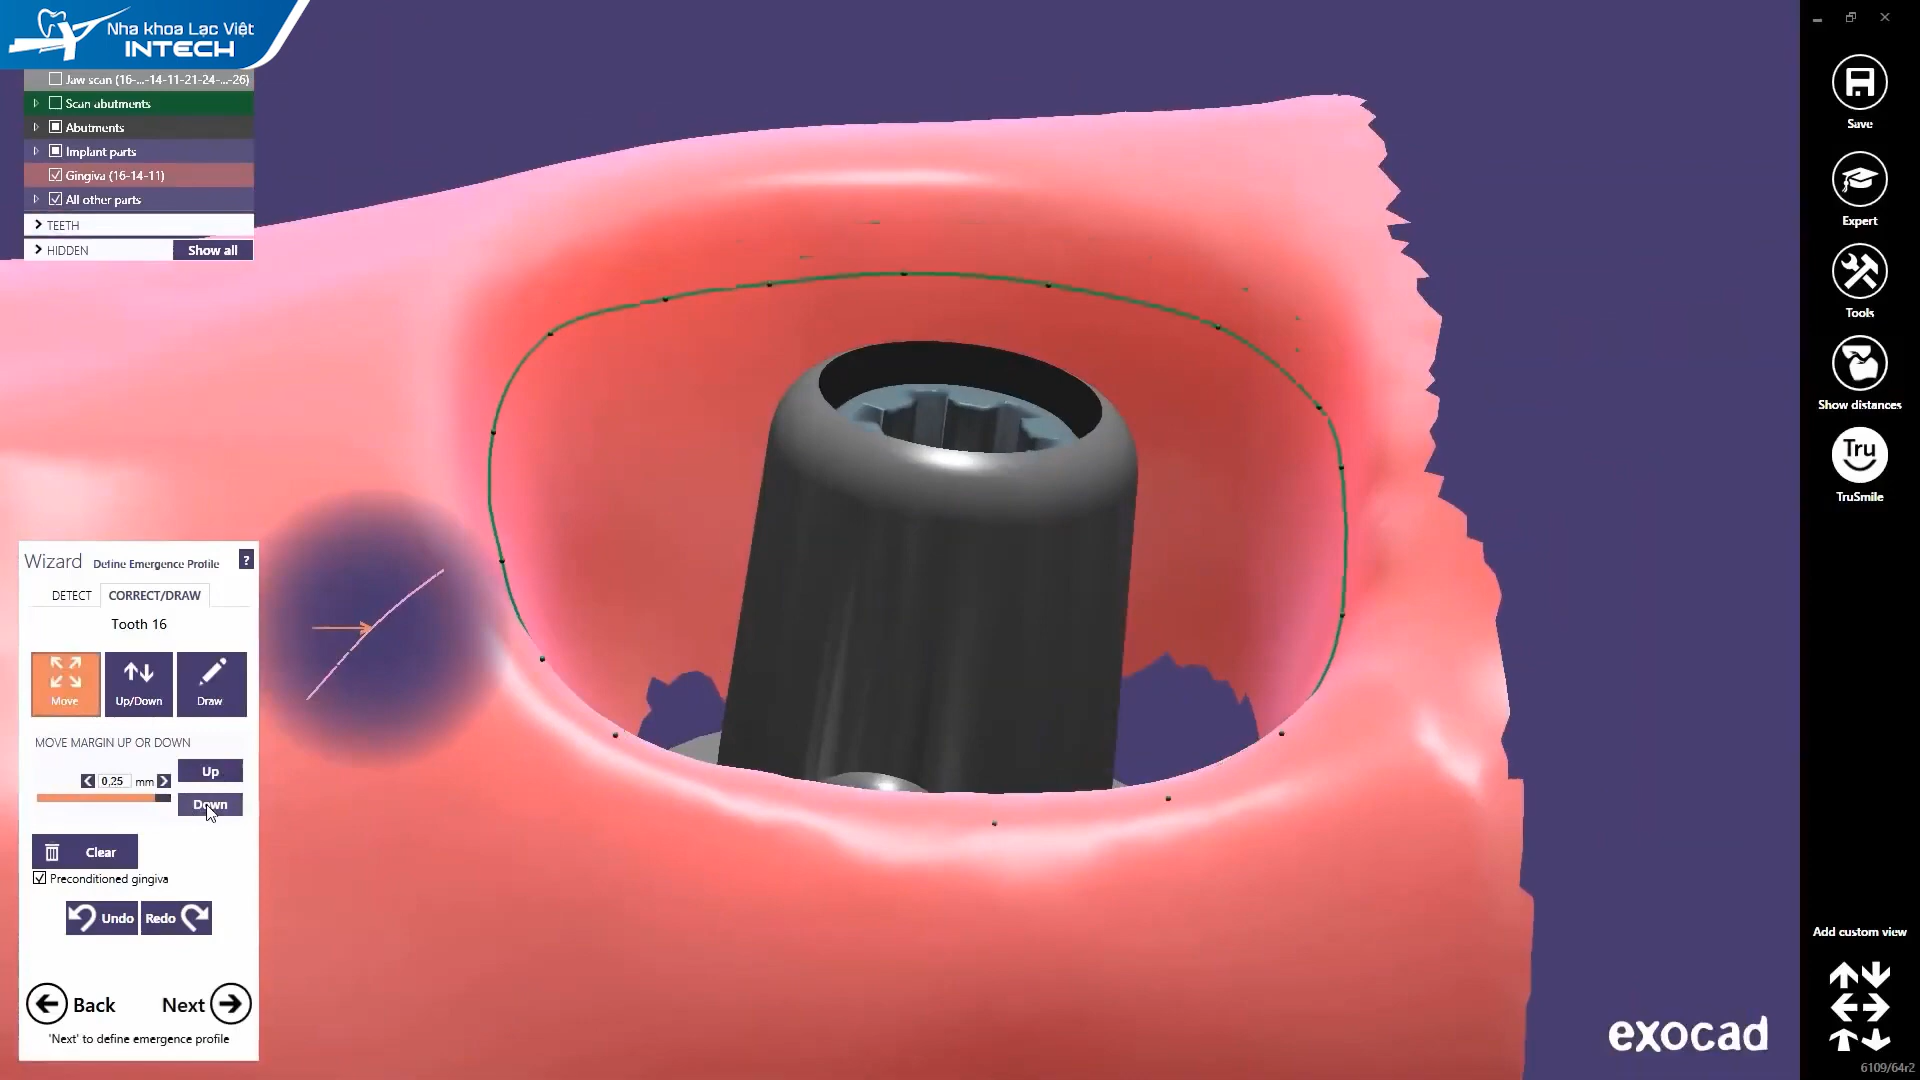 Nha khoa Lạc Việt
INTECH
Jaw scan (16-...-14-11-21-24-...-26)
Scan abutments
Abutments
Implant parts
Gingiva (16-14-11)
All other parts
TEETH
HIDDEN
Show all
Wizard Define Emergence Profile ?
DETECT CORRECT/DRAW
Tooth 16
Move Up/Down Draw
MOVE MARGIN UP OR DOWN
Up
0,25 mm
Down
Clear
Preconditioned gingiva
Undo Redo
Back Next
'Next' to define emergence profile
Save
Expert
Tools
Show distances
Tru
TruSmile
Add custom view
exocad
6109/64r2